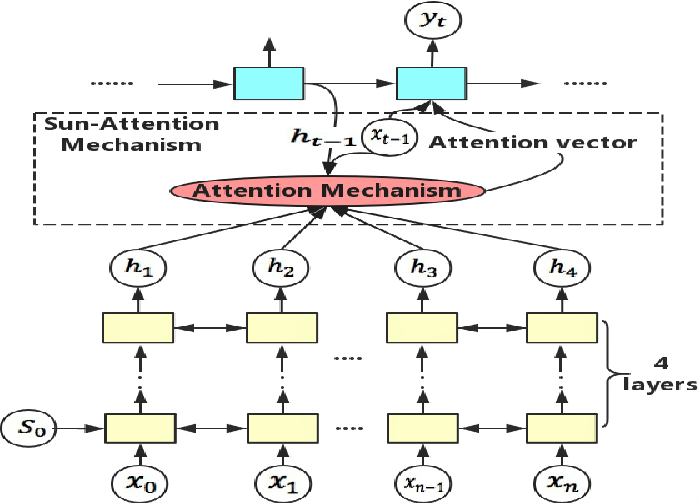 y_t
...... ......
Sun-Attention
Mechanism
h_{t-1} x_{t-1} Attention vector
Attention Mechanism
h_1 h_2 h_3 h_4
....
4
layers
S_0 ....
x_0 x_1 x_{n-1} x_n